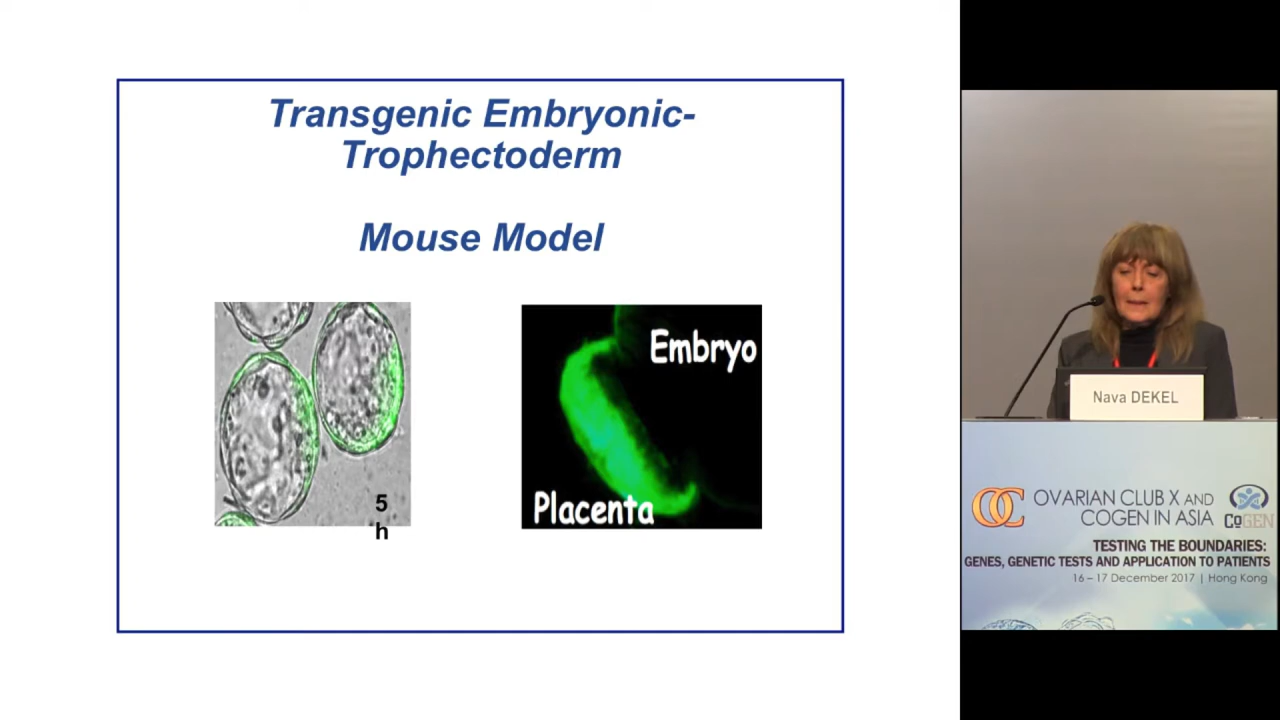 Transgenic Embryonic-
Trophectoderm
Mouse Model
5
h
Embryo
Placenta
Nava DEKEL
OC
OVARIAN CLUB X AND
COGEN IN ASIA
CoGEN
TESTING THE BOUNDARIES:
GENES, GENETIC TESTS AND APPLICATION TO PATIENTS
16 – 17 December 2017 | Hong Kong